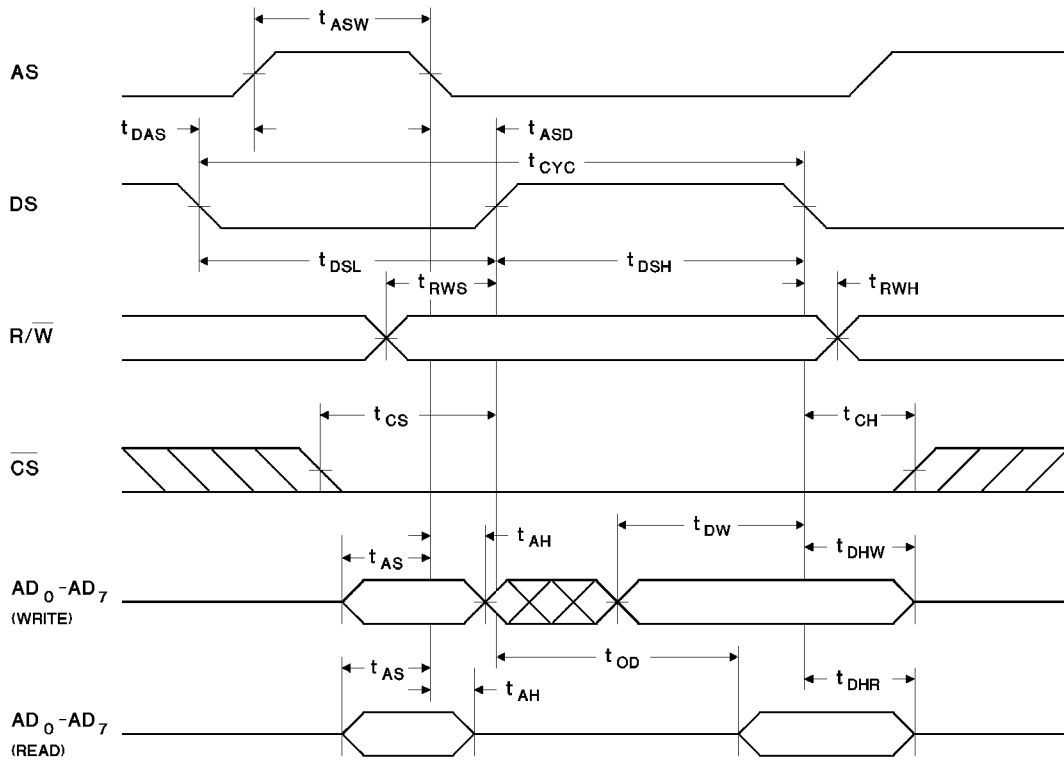 t ASW
AS
t DAS
t ASD
t CYC
DS
t DSL
t DSH
t RWS
t RWH
R/W̅
t CS
t CH
C̅S̅
t DW
t AH
t AS
t DHW
AD 0 -AD 7
(WRITE)
t OD
t AS
t AH
t DHR
AD 0 -AD 7
(READ)